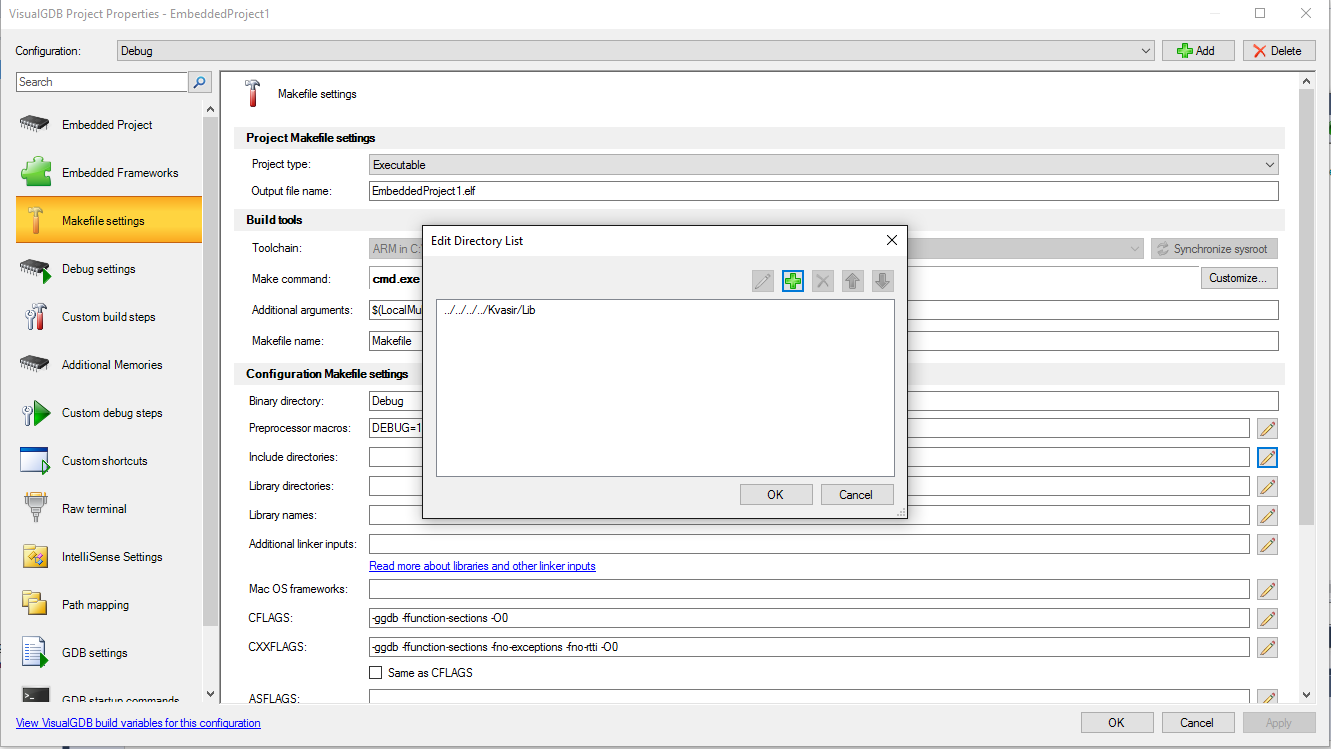 VisualGDB Project Properties - EmbeddedProject1
Configuration:
Debug
Add
Delete
Search
Embedded Project
Embedded Frameworks
Makefile settings
Debug settings
Custom build steps
Additional Memories
Custom debug steps
Custom shortcuts
Raw terminal
IntelliSense Settings
Path mapping
GDB settings
GDB startup commands
Makefile settings
Project Makefile settings
Project type:
Executable
Output file name:
EmbeddedProject1.elf
Build tools
Toolchain:
ARM in C:
Synchronize sysroot
Make command:
cmd.exe
Customize...
Additional arguments:
$(LocalMu
Makefile name:
Makefile
Configuration Makefile settings
Binary directory:
Debug
Preprocessor macros:
DEBUG=1
Include directories:
Library directories:
Library names:
Additional linker inputs:
Read more about libraries and other linker inputs
Mac OS frameworks:
CFLAGS:
-ggdb -ffunction-sections -O0
CXXFLAGS:
-ggdb -ffunction-sections -fno-exceptions -fno-rtti -O0
Same as CFLAGS
ASFLAGS:
Edit Directory List
../../../../Kvasir/Lib
OK
Cancel
View VisualGDB build variables for this configuration
OK
Cancel
Apply